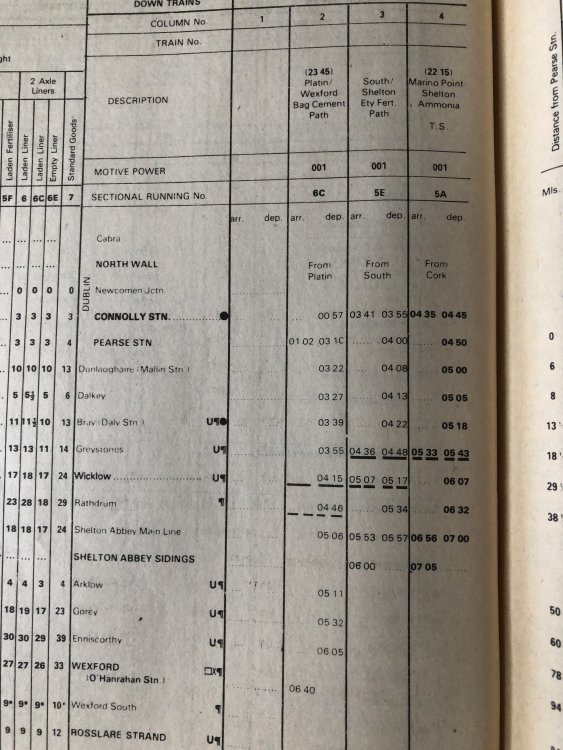 DOWN TRAINS
COLUMN No. 1 2 3 4
TRAIN No.
ght
2 Axle
Liners
DESCRIPTION
(23 45)
Platin/
Wexford
Bag Cement
Path
South/
Shelton
Ety Fert.
Path
(22 15)
Marino Point/
Shelton
Ammonia
T.S.
Laden Fertiliser
Laden Liner
Laden Liner
Empty Liner
Standard Goods
MOTIVE POWER 001 001 001
5F 6 6C 6E 7 SECTIONAL RUNNING No. 6C 5E 5A
arr. dep. arr. dep. arr. dep. arr. dep.
... ... ... ... Cabra
... ... ... ... NORTH WALL From Platin From South From Cork
DUBLIN
... 0 0 0 0 Newcomen Jctn.
... 3 3 3 3 CONNOLLY STN. ● 00 57 03 41 03 55 04 35 04 45
... 3 3 3 4 PEARSE STN. 01 02 03 10 04 00 04 50
10 10 10 13 Dunlaoghaire (Mallin Stn.) 03 22 04 08 05 00
5 5½ 5 6 Dalkey 03 27 04 13 05 05
11 11½ 10 13 Bray (Daly Stn.) U¶● 03 39 04 22 05 18
13 13 11 14 Greystones U¶ 03 55 04 36 04 48 05 33 05 43
17 18 17 24 Wicklow U¶ 04 15 05 07 05 17 06 07
23 28 18 29 Rathdrum ¶ 04 46 05 34 06 32
18 18 17 24 Shelton Abbey Main Line 05 06 05 53 05 57 06 56 07 00
... ... ... SHELTON ABBEY SIDINGS 06 00 07 05
4 4 3 4 Arklow U¶ 05 11
18 19 17 23 Gorey U¶ 05 32
30 30 29 39 Enniscorthy U¶ 06 05
27 27 26 33 WEXFORD
(O'Hanrahan Stn.) 06 40
9* 9* 9* 10* Wexford South ¶
9 9 9 12 ROSSLARE STRAND U¶
Distance from Pearse Stn.
Mls.
0
6
8
13
18
29
38
50
60
78
94